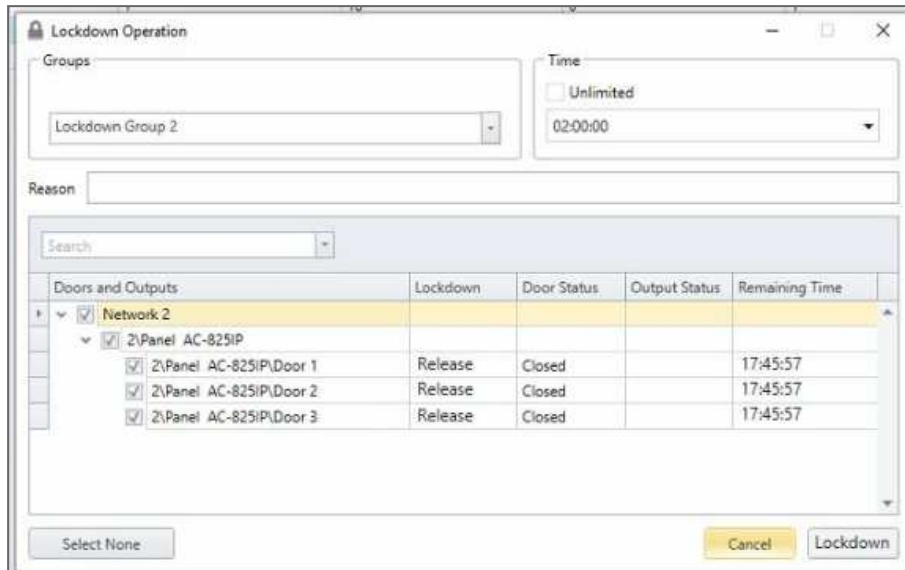 Lockdown Operation
Groups
Time
Unlimited
Lockdown Group 2
02:00:00
Reason
Search
Doors and Outputs Lockdown Door Status Output Status Remaining Time
Network 2
2\Panel AC-825IP
2\Panel AC-825IP\Door 1 Release Closed 17:45:57
2\Panel AC-825IP\Door 2 Release Closed 17:45:57
2\Panel AC-825IP\Door 3 Release Closed 17:45:57
Select None Cancel Lockdown